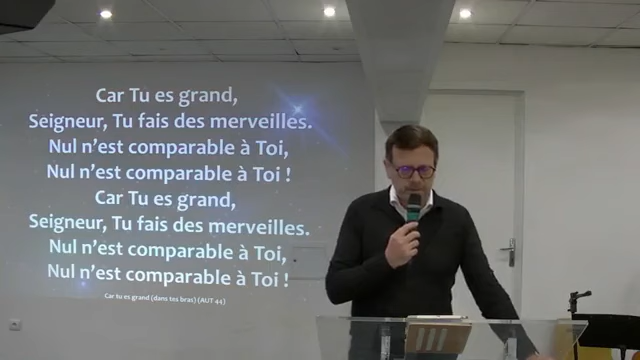 Car Tu es grand,
Seigneur, Tu fais des merveilles.
Nul n'est comparable à Toi,
Nul n'est comparable à Toi !
Car Tu es grand,
Seigneur, Tu fais des merveilles.
Nul n'est comparable à Toi,
Nul n'est comparable à Toi !
Car tu es grand (dans tes bras) (AUT 44)